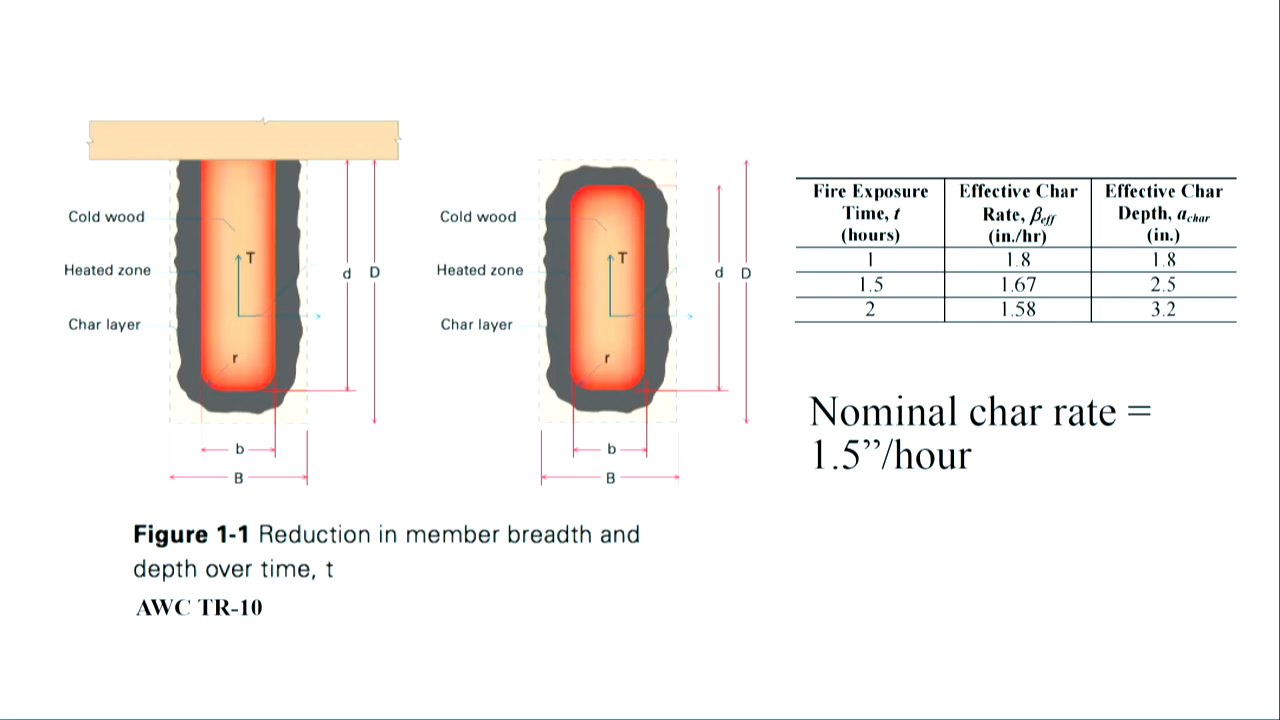 Cold wood
Heated zone
Char layer
T
r
d
D
b
B
Cold wood
Heated zone
Char layer
T
r
d
D
b
B
Figure 1-1 Reduction in member breadth and
depth over time, t
AWC TR-10
Fire Exposure Time, t (hours) Effective Char Rate, βeff (in./hr) Effective Char Depth, achar (in.)
1 1.8 1.8
1.5 1.67 2.5
2 1.58 3.2
Nominal char rate =
1.5”/hour